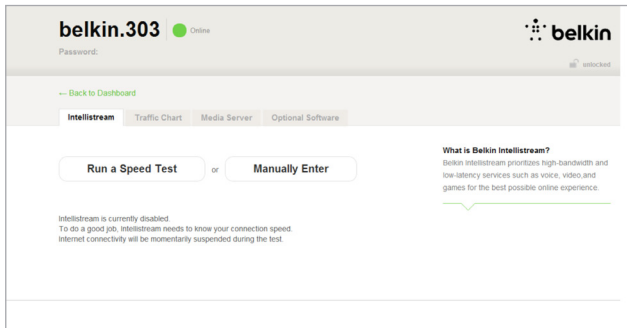 belkin.303
Online
belkin
Password:
unlocked
← Back to Dashboard
Intellistream
Traffic Chart
Media Server
Optional Software
Run a Speed Test
or
Manually Enter
What is Belkin Intellistream?
Belkin Intellistream prioritizes high-bandwidth and
low-latency services such as voice, video,and
games for the best possible online experience.
Intellistream is currently disabled.
To do a good job, Intellistream needs to know your connection speed.
Internet connectivity will be momentarily suspended during the test.